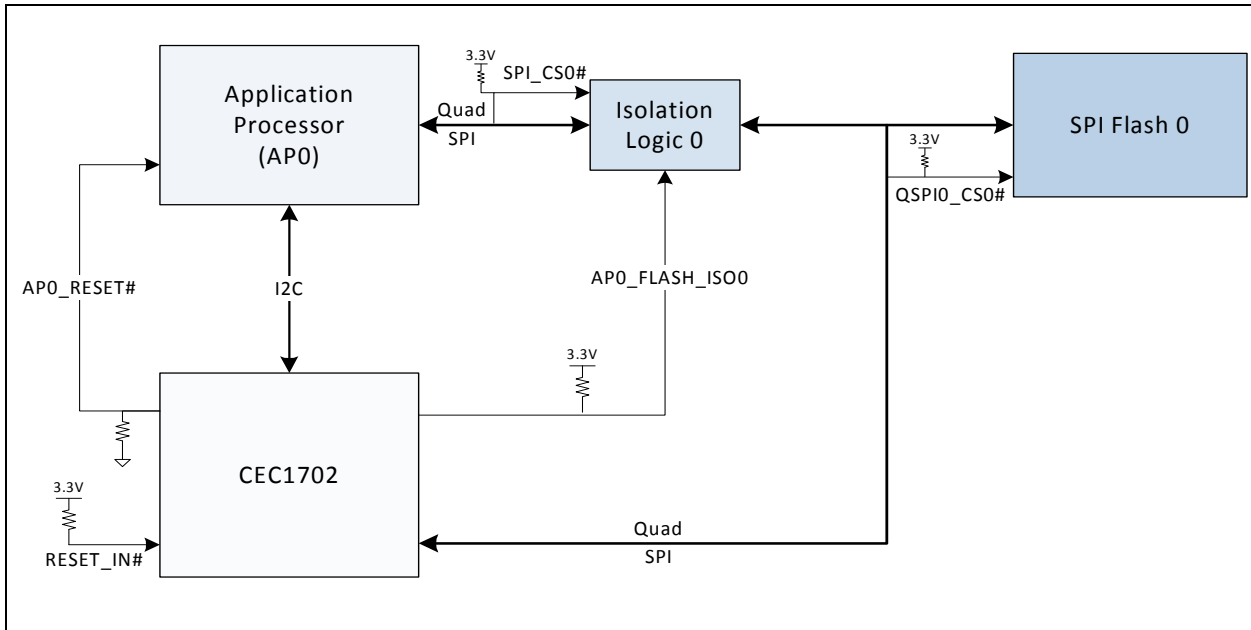 3.3V
SPI_CS0#
Application
Processor
(AP0)
Quad
SPI
Isolation
Logic 0
SPI Flash 0
3.3V
QSPI0_CS0#
AP0_RESET#
I2C
AP0_FLASH_ISO0
3.3V
CEC1702
3.3V
RESET_IN#
Quad
SPI